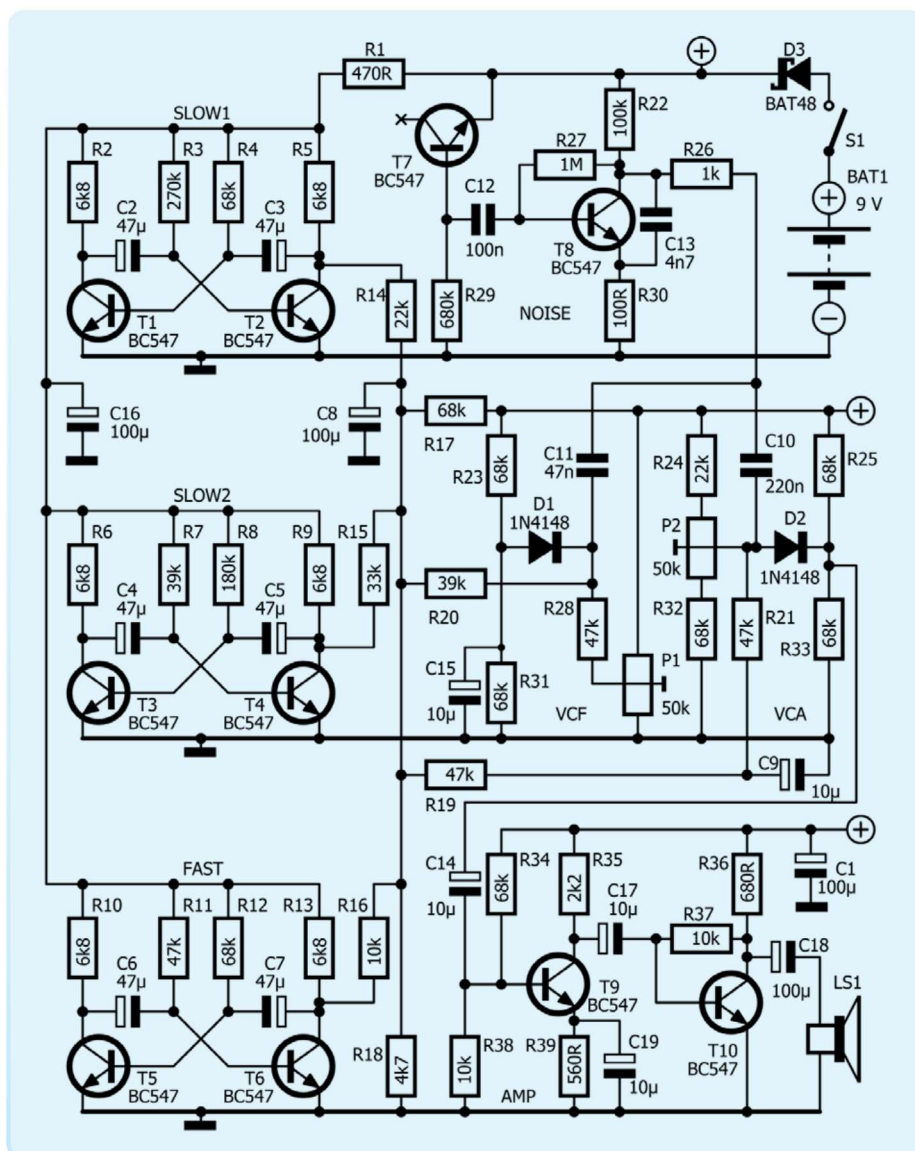 R1
470R
D3
BAT48
S1
BAT1
9 V
SLOW1
R2
6k8
R3
270k
R4
68k
R5
6k8
C2
47µ
C3
47µ
T1
BC547
T2
BC547
R14
22k
T7
BC547
C12
100n
R29
680k
R27
1M
R22
100k
R26
1k
T8
BC547
C13
4n7
R30
100R
NOISE
C16
100µ
C8
100µ
68k
R17
R23
68k
C11
47n
R24
22k
C10
220n
R25
68k
SLOW2
R6
6k8
R7
39k
R8
180k
R9
6k8
R15
33k
C4
47µ
C5
47µ
T3
BC547
T4
BC547
D1
1N4148
39k
R20
R28
47k
P2
50k
D2
1N4148
R32
68k
R21
47k
R33
68k
C15
10µ
R31
68k
P1
50k
VCF
VCA
47k
R19
C9
10µ
FAST
R10
6k8
R11
47k
R12
68k
R13
6k8
R16
10k
C6
47µ
C7
47µ
T5
BC547
T6
BC547
R18
4k7
C14
10µ
R34
68k
R35
2k2
C17
10µ
R36
680R
C1
100µ
R37
10k
C18
100µ
LS1
T9
BC547
T10
BC547
R38
10k
R39
560R
C19
10µ
AMP